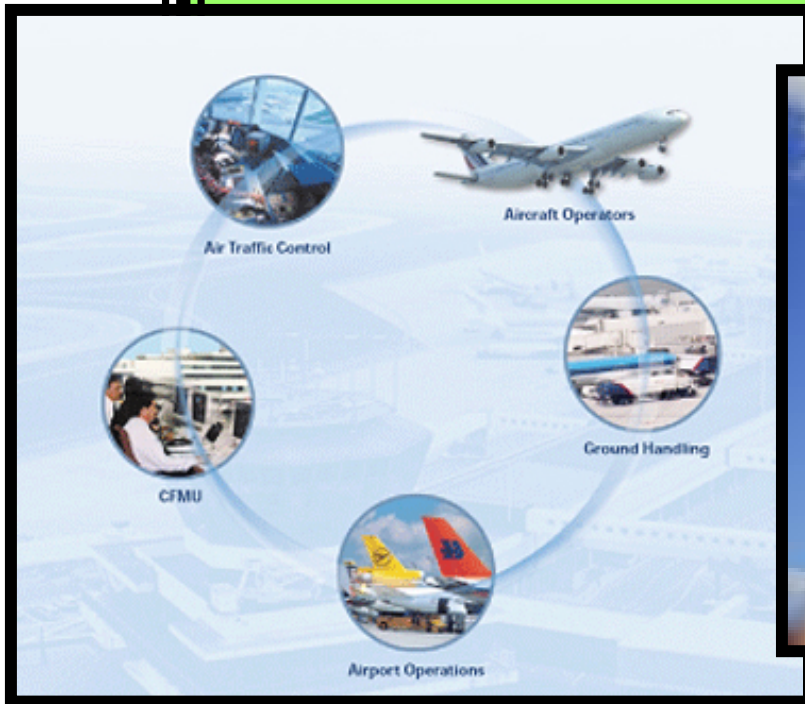 Air Traffic Control
Aircraft Operators
Ground Handling
CFMU
Airport Operations